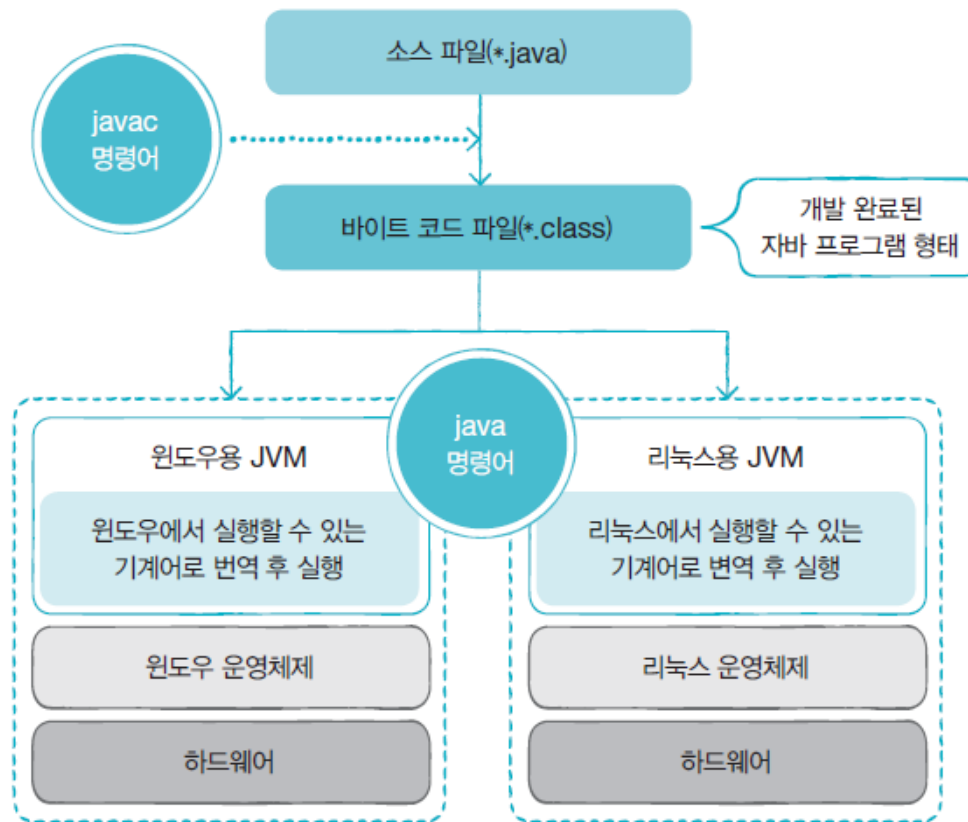 소스 파일(*.java)
javac
명령어
바이트 코드 파일(*.class)
개발 완료된
자바 프로그램 형태
java
명령어
윈도우용 JVM
윈도우에서 실행할 수 있는
기계어로 번역 후 실행
윈도우 운영체제
하드웨어
리눅스용 JVM
리눅스에서 실행할 수 있는
기계어로 변역 후 실행
리눅스 운영체제
하드웨어